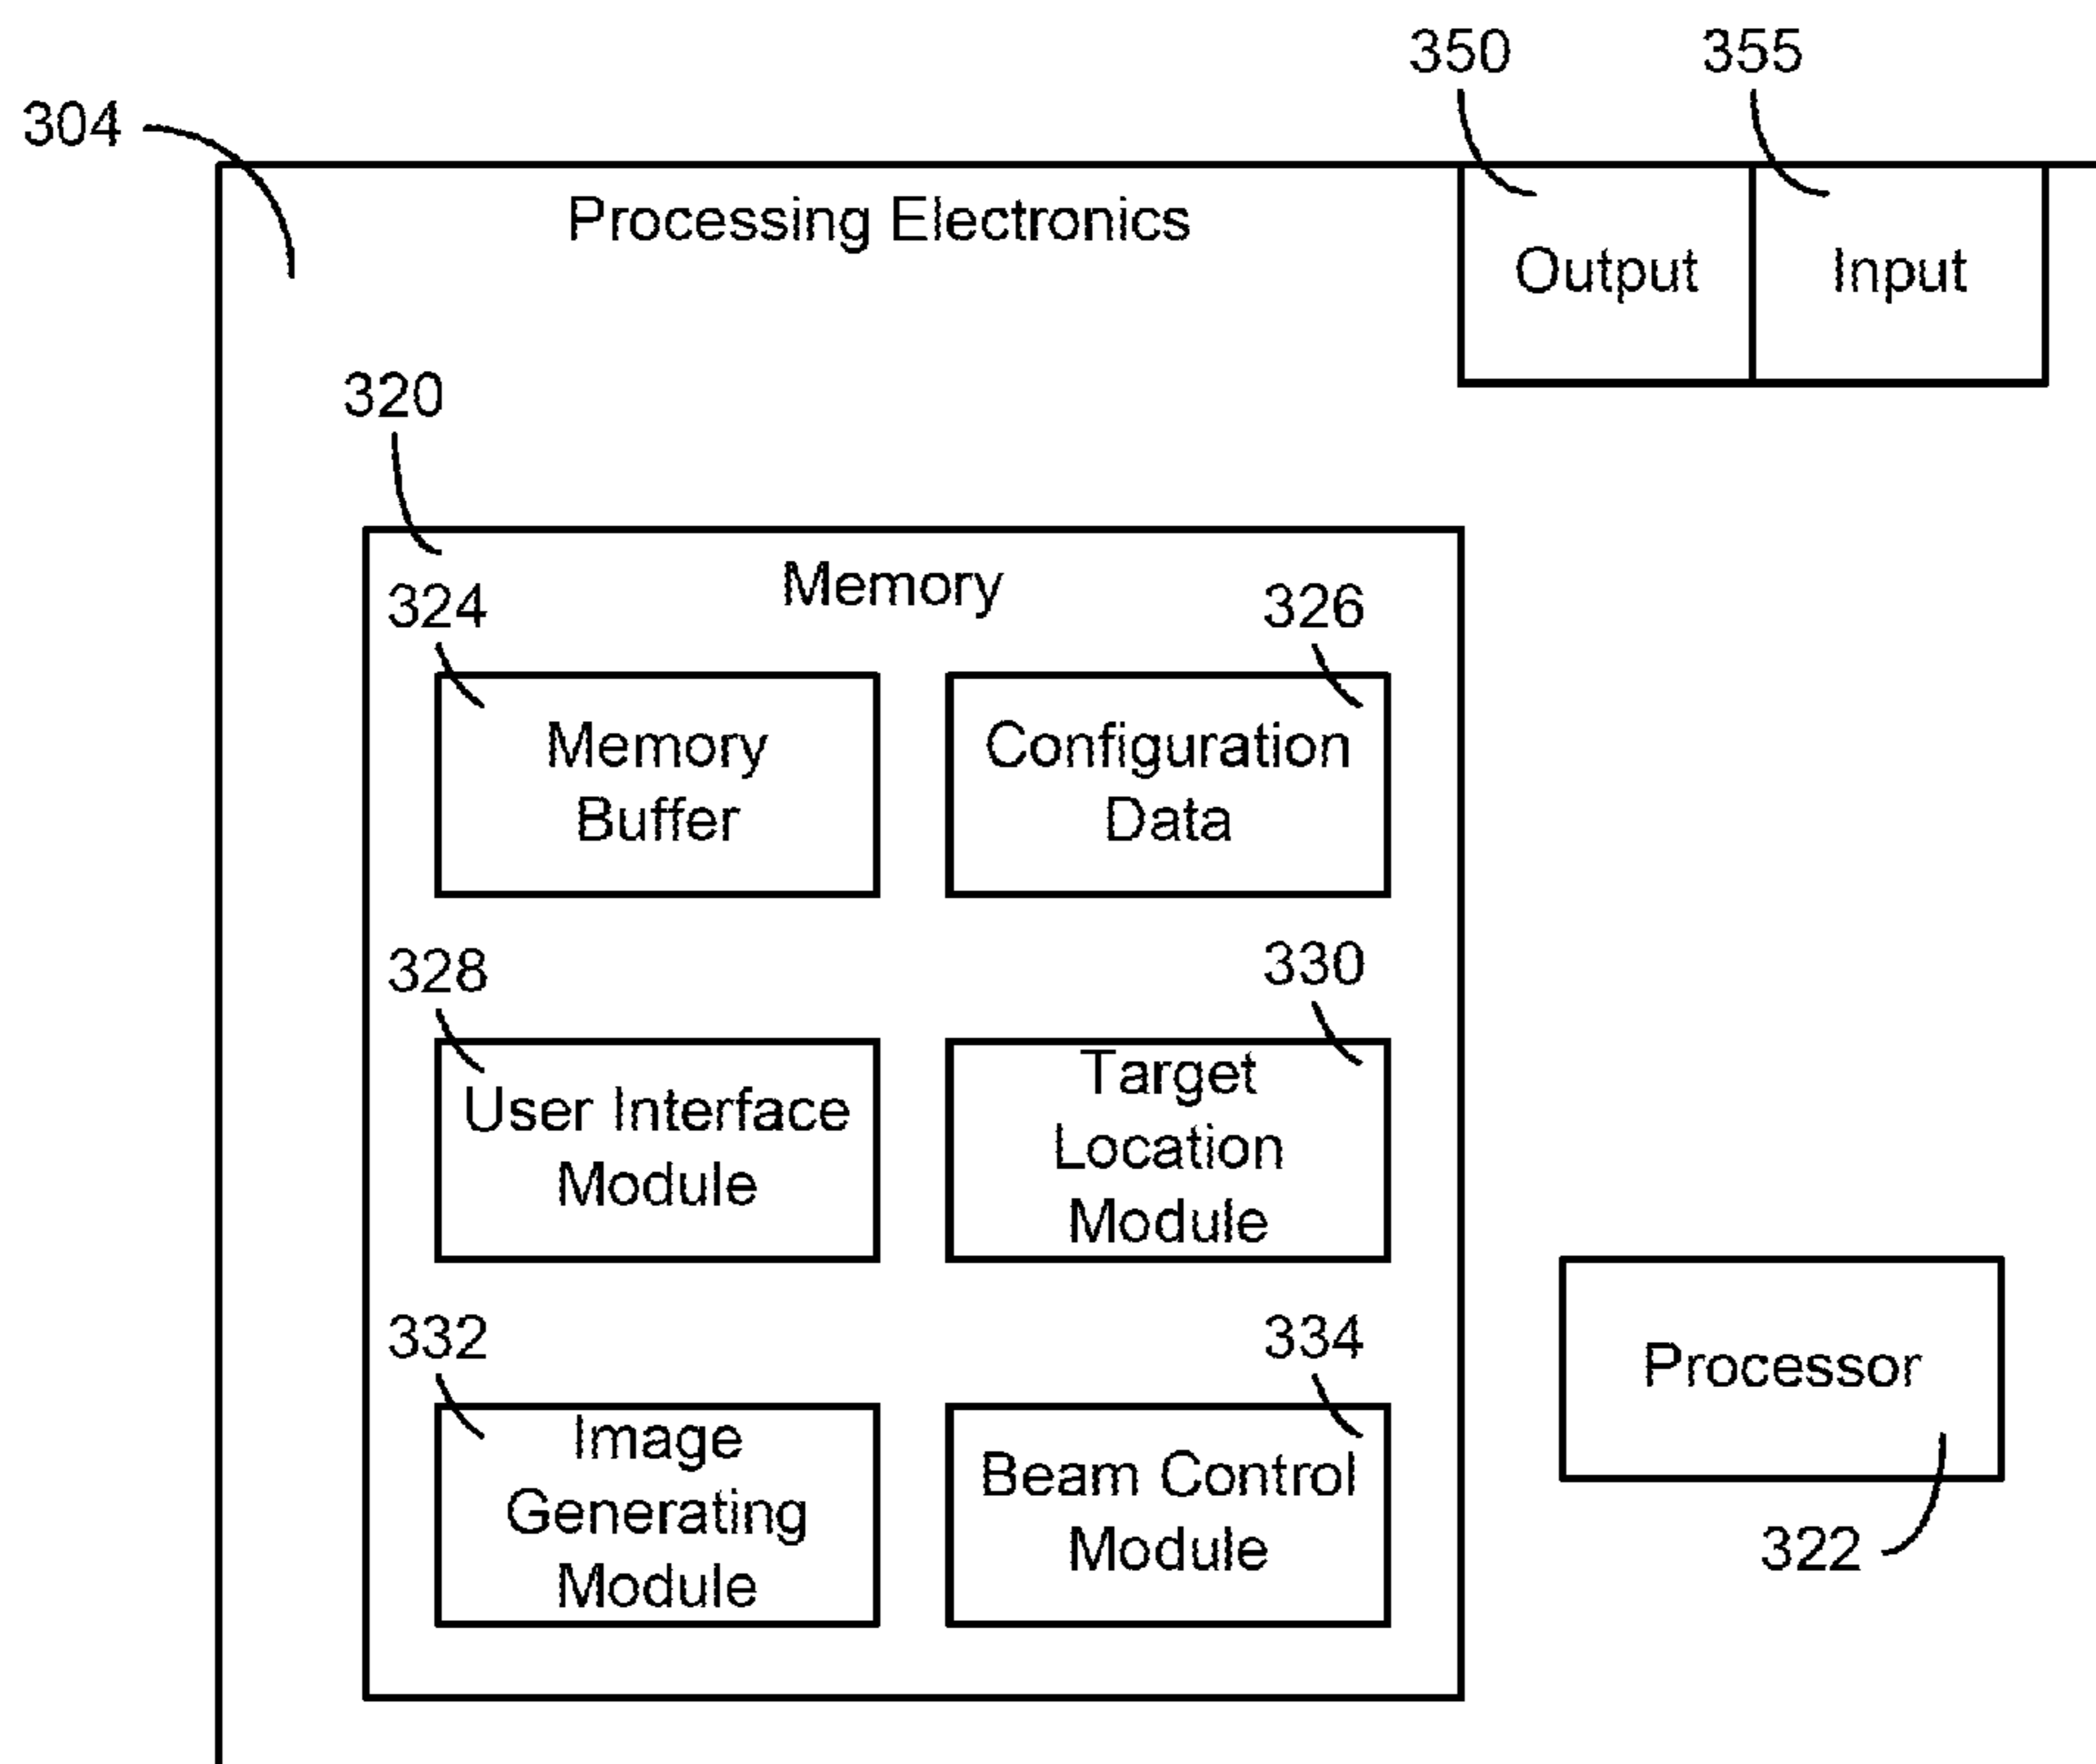 350 355
304
Processing Electronics
Output Input
320
Memory
324 326
Memory
Buffer
Configuration
Data
328 330
User Interface
Module
Target
Location
Module
332 334
Image
Generating
Module
Beam Control
Module
Processor
322